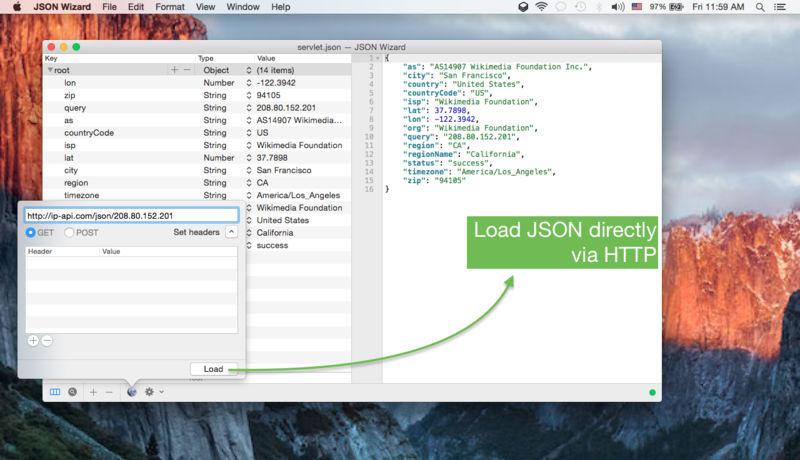 JSON Wizard File Edit Format View Window Help 97% Fri 11:59 AM
servlet.json — JSON Wizard
Key Type Value
root Object (14 items)
lon Number -122.3942
zip String 94105
query String 208.80.152.201
as String AS14907 Wikimedia...
countryCode String US
isp String Wikimedia Foundation
lat Number 37.7898
city String San Francisco
region String CA
timezone String America/Los_Angeles
Wikimedia Foundation
United States
California
success
http://ip-api.com/json/208.80.152.201
GET POST Set headers
Header Value
Load
1 {
2 "as": "AS14907 Wikimedia Foundation Inc.",
3 "city": "San Francisco",
4 "country": "United States",
5 "countryCode": "US",
6 "isp": "Wikimedia Foundation",
7 "lat": 37.7898,
8 "lon": -122.3942,
9 "org": "Wikimedia Foundation",
10 "query": "208.80.152.201",
11 "region": "CA",
12 "regionName": "California",
13 "status": "success",
14 "timezone": "America/Los_Angeles",
15 "zip": "94105"
16 }
Load JSON directly
via HTTP